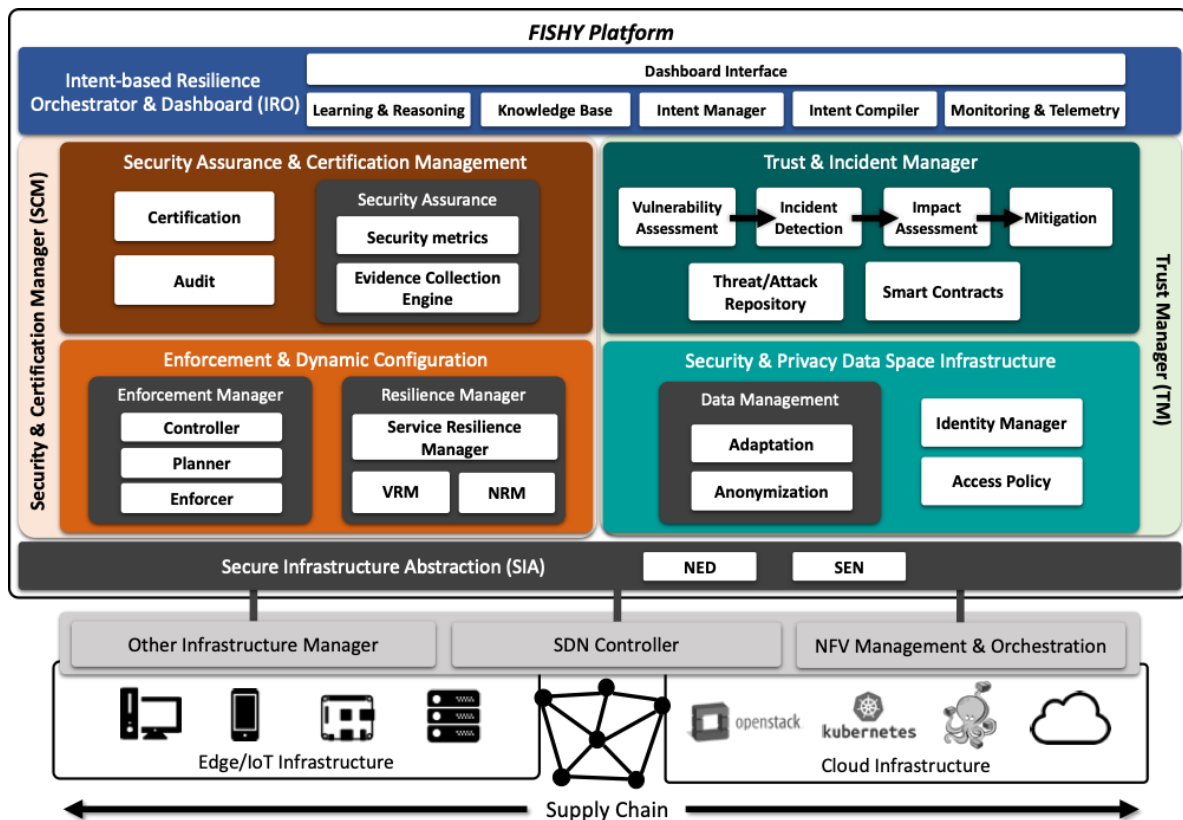 FISHY Platform
Intent-based Resilience
Orchestrator & Dashboard (IRO)
Dashboard Interface
Learning & Reasoning
Knowledge Base
Intent Manager
Intent Compiler
Monitoring & Telemetry
Security & Certification Manager (SCM)
Security Assurance & Certification Management
Certification
Audit
Security Assurance
Security metrics
Evidence Collection
Engine
Trust & Incident Manager
Vulnerability
Assessment
Incident
Detection
Impact
Assessment
Mitigation
Threat/Attack
Repository
Smart Contracts
Trust Manager (TM)
Enforcement & Dynamic Configuration
Enforcement Manager
Controller
Planner
Enforcer
Resilience Manager
Service Resilience
Manager
VRM
NRM
Security & Privacy Data Space Infrastructure
Data Management
Adaptation
Anonymization
Identity Manager
Access Policy
Secure Infrastructure Abstraction (SIA)
NED
SEN
Other Infrastructure Manager
SDN Controller
NFV Management & Orchestration
openstack
kubernetes
Edge/IoT Infrastructure
Cloud Infrastructure
Supply Chain